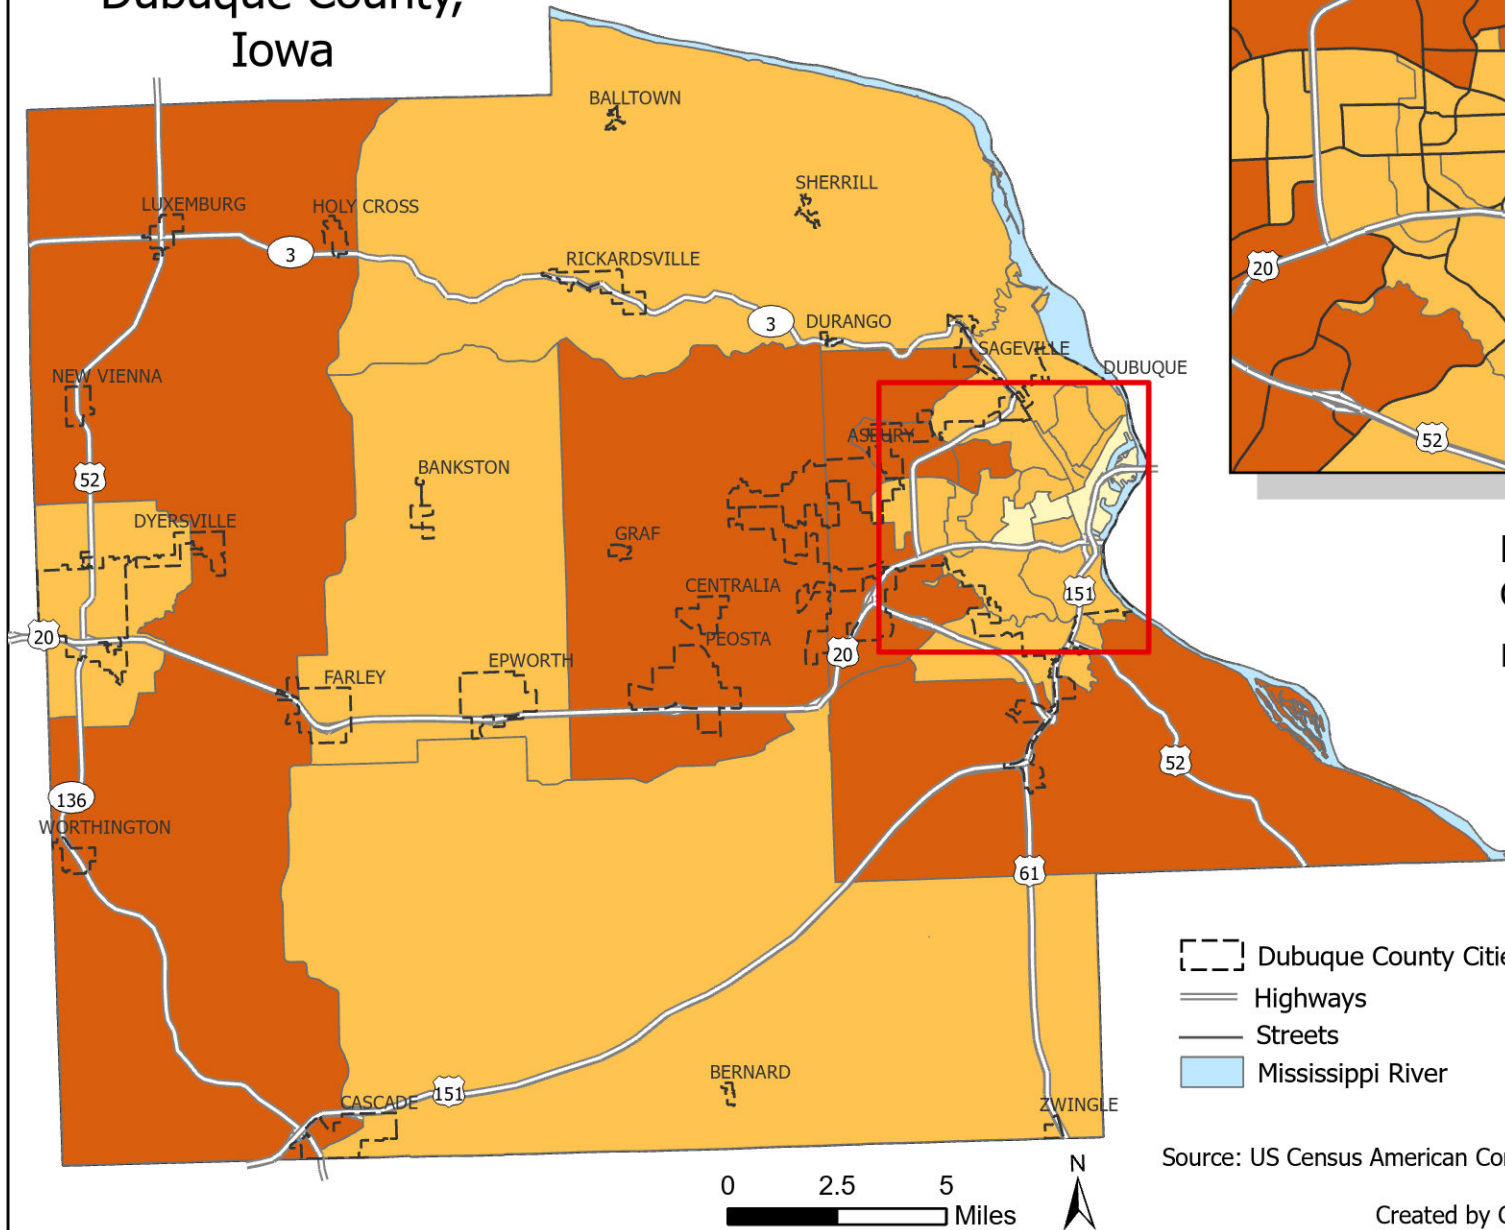 Dubuque County,
Iowa
BALLTOWN
SHERRILL
LUXEMBURG
HOLY CROSS
3
RICKARDSVILLE
20
3
DURANGO
SAGEVILLE
DUBUQUE
NEW VIENNA
52
ASBURY
52
BANKSTON
DYERSVILLE
GRAF
CENTRALIA
151
20
PEOSTA
20
EPWORTH
FARLEY
52
136
WORTHINGTON
61
Dubuque County Citie
Highways
Streets
Mississippi River
BERNARD
151
CASCADE
ZWINGLE
Source: US Census American Co
N
0 2.5 5
Miles
Created by